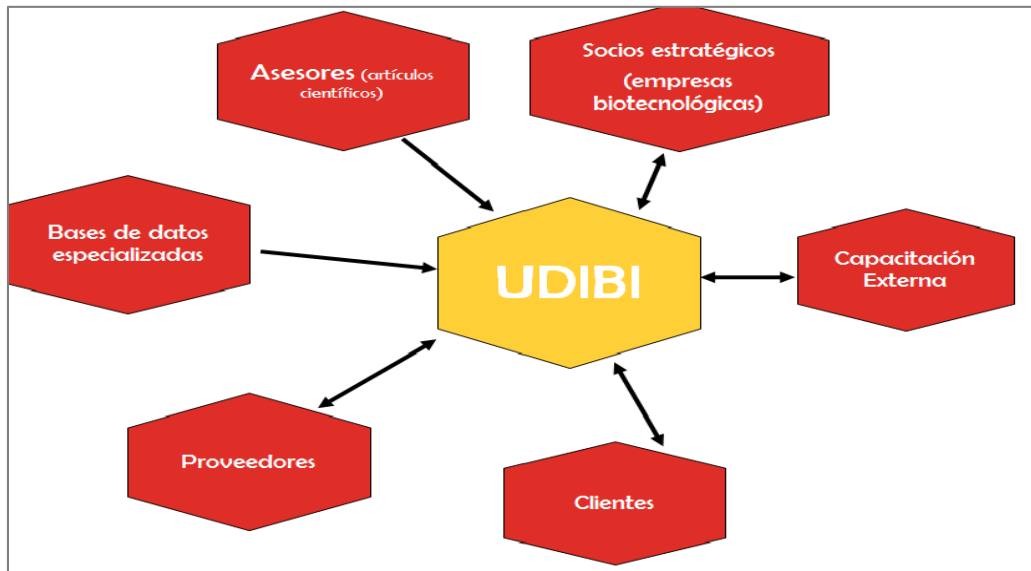 Asesores (artículos
científicos)
Socios estratégicos
(empresas
biotecnológicas)
Bases de datos
especializadas
UDIBI
Capacitación
Externa
Proveedores
Clientes